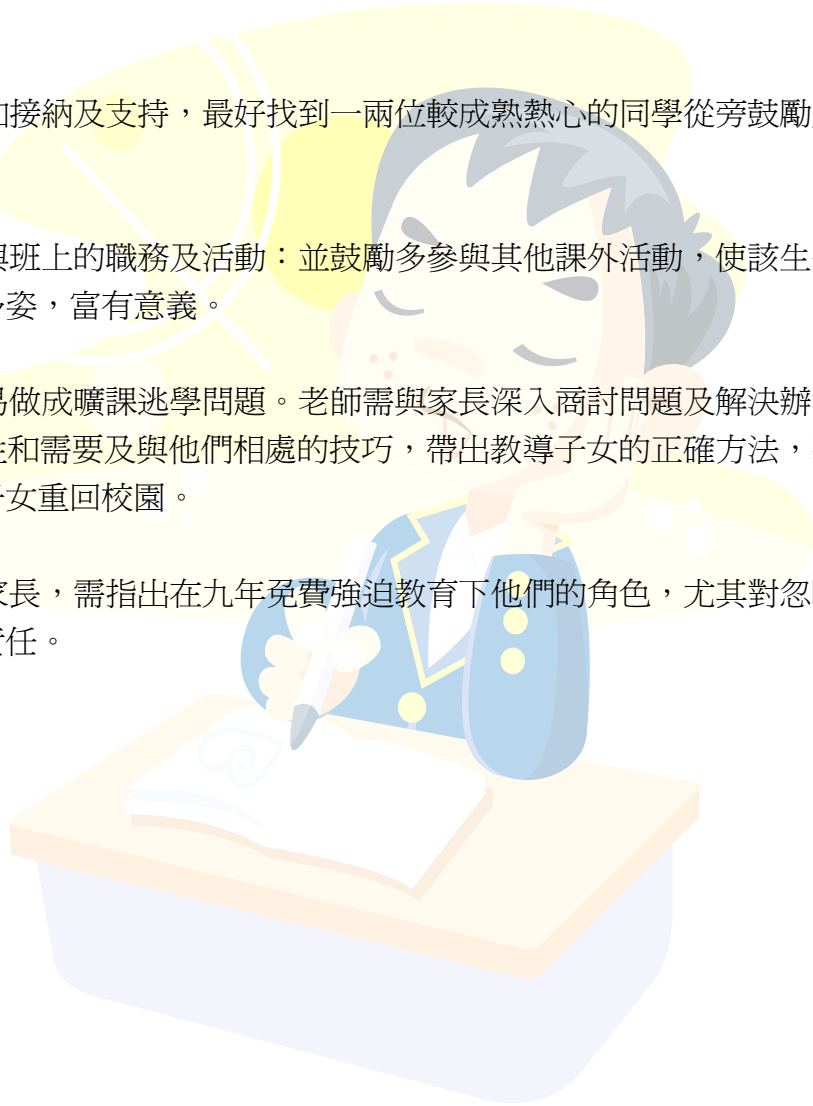 接納及支持，最好找到一兩位較成熟熱心的同學從旁鼓勵
班上的職務及活動：並鼓勵多參與其他課外活動，使該生
姿，富有意義。
做成曠課逃學問題。老師需與家長深入商討問題及解決辦
和需要及與他們相處的技巧，帶出教導子女的正確方法，
女重回校園。
家長，需指出在九年免費強迫教育下他們的角色，尤其對忽
責任。